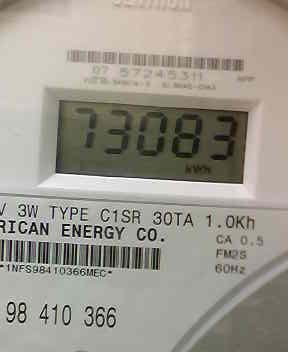 07 57245311 APP
73083
kWh
V 3W TYPE C1SR 30TA 1.0Kh
RICAN ENERGY CO.
CA 0.5
FM2S
60Hz
*1NFS98410366MEC*
98 410 366